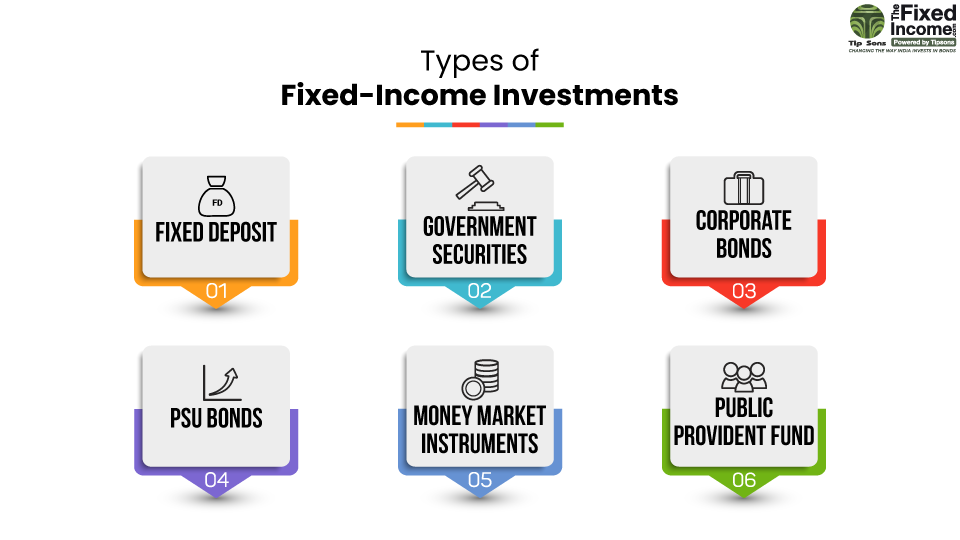 The
Fixed
Income
.com
Tip Sons
Powered by Tipsons
CHANGING THE WAY INDIA INVESTS IN BONDS
Types of
Fixed-Income Investments
FD
FIXED DEPOSIT
01
GOVERNMENT
SECURITIES
02
CORPORATE
BONDS
03
PSU BONDS
04
MONEY MARKET
INSTRUMENTS
05
PUBLIC
PROVIDENT FUND
06